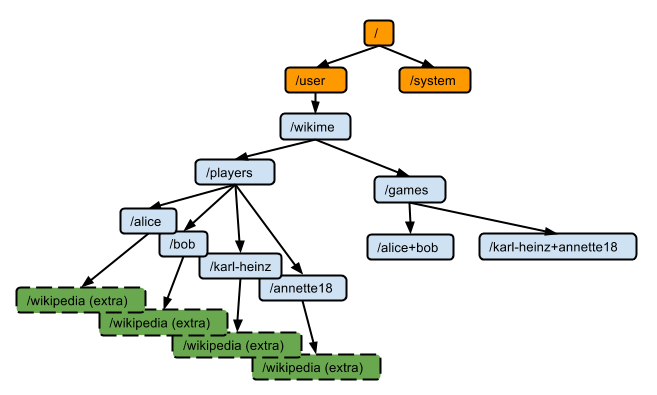 /
/user
/system
/wikime
/players
/games
/alice
/bob
/alice+bob
/karl-heinz+annette18
/karl-heinz
/annette18
/wikipedia (extra)
/wikipedia (extra)
/wikipedia (extra)
/wikipedia (extra)